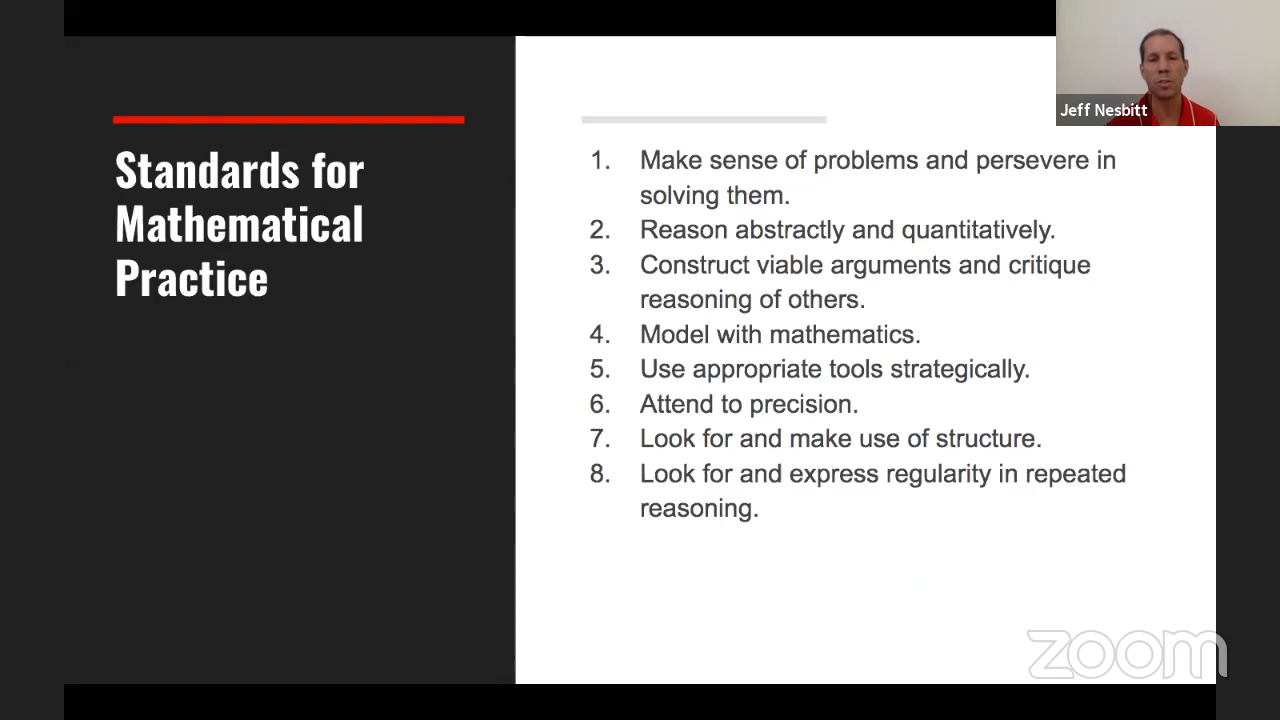 Jeff Nesbitt
Standards for
Mathematical
Practice
1. Make sense of problems and persevere in
solving them.
2. Reason abstractly and quantitatively.
3. Construct viable arguments and critique
reasoning of others.
4. Model with mathematics.
5. Use appropriate tools strategically.
6. Attend to precision.
7. Look for and make use of structure.
8. Look for and express regularity in repeated
reasoning.
zoom